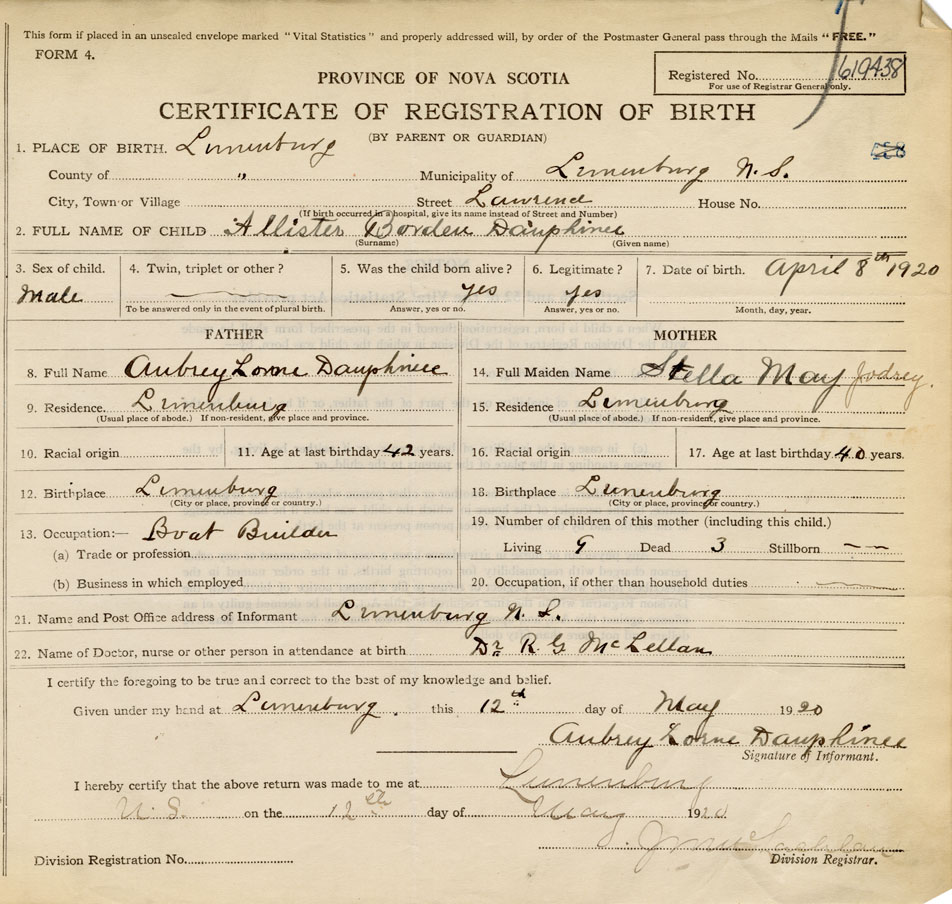 This form if placed in an unsealed envelope marked "Vital Statistics" and properly addressed will, by order of the Postmaster General pass through the Mails "FREE."
FORM 4.
PROVINCE OF NOVA SCOTIA
Registered No. 619438
For use of Registrar General only.
CERTIFICATE OF REGISTRATION OF BIRTH
(BY PARENT OR GUARDIAN)
1. PLACE OF BIRTH. Lunenburg
County of " Municipality of Lunenburg N.S.
City, Town or Village Street Lawrence House No.
(If birth occurred in a hospital, give its name instead of Street and Number)
2. FULL NAME OF CHILD Allister Borden Dauphinee
(Surname) (Given name)
3. Sex of child. 4. Twin, triplet or other? 5. Was the child born alive? 6. Legitimate? 7. Date of birth. April 8th 1920
Male yes yes
To be answered only in the event of plural birth. Answer, yes or no. Answer, yes or no. Month, day, year.
FATHER MOTHER
8. Full Name Aubrey Lorne Dauphinee 14. Full Maiden Name Stella May Jodrey.
9. Residence. Lunenburg 15. Residence Lunenburg
(Usual place of abode.) If non-resident, give place and province. (Usual place of abode.) If non-resident, give place and province.
10. Racial origin 11. Age at last birthday 42 years. 16. Racial origin 17. Age at last birthday 40 years.
12. Birthplace Lunenburg 18. Birthplace Lunenburg
(City or place, province or country.) (City or place, province or country.)
13. Occupation:— Boat Builder 19. Number of children of this mother (including this child.)
(a) Trade or profession Living 9 Dead 3 Stillborn — —
(b) Business in which employed 20. Occupation, if other than household duties
21. Name and Post Office address of Informant Lunenburg N.S.
22. Name of Doctor, nurse or other person in attendance at birth Dr R G McLellan
I certify the foregoing to be true and correct to the best of my knowledge and belief.
Given under my hand at Lunenburg. this 12th day of May 1920
Aubrey Lorne Dauphinee
Signature of Informant.
I hereby certify that the above return was made to me at Lunenburg
N.S. on the 12th day of May 1920
Division Registration No. Division Registrar.